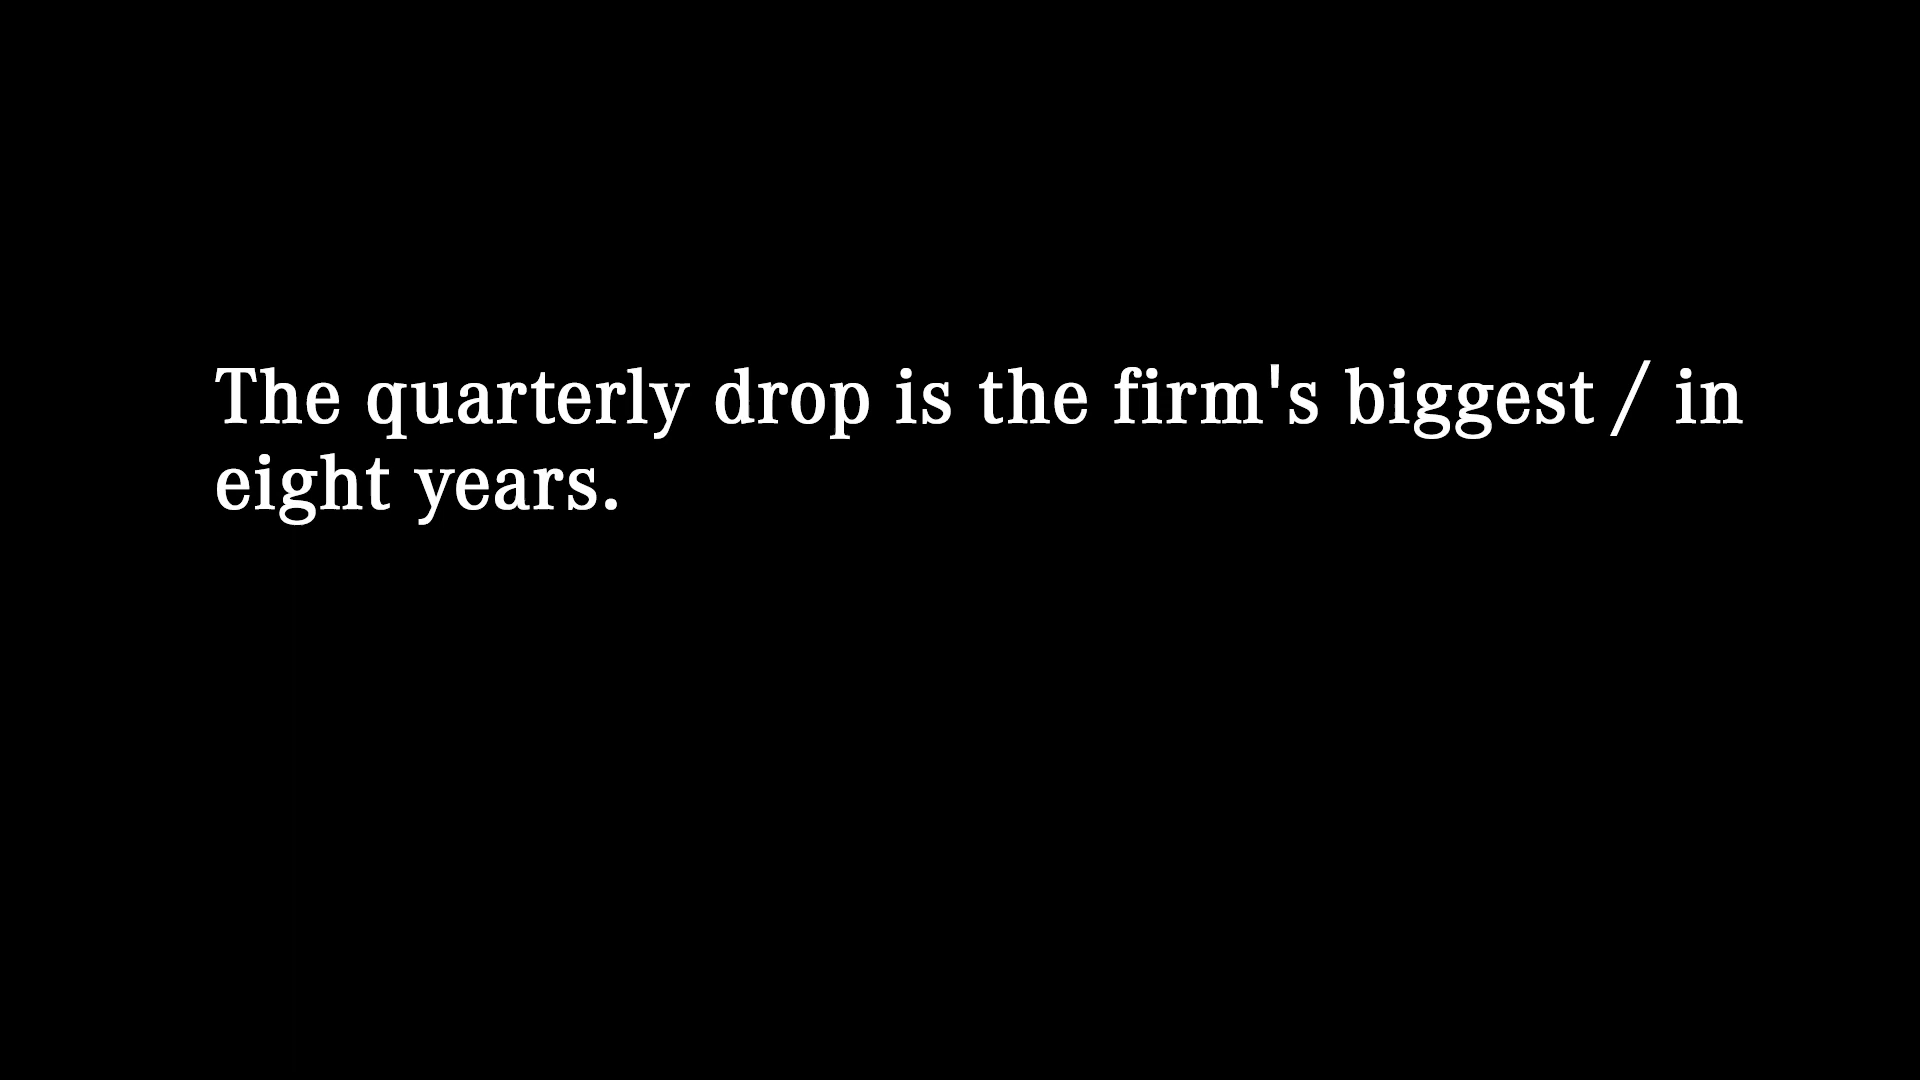 The quarterly drop is the firm's biggest / in
eight years.